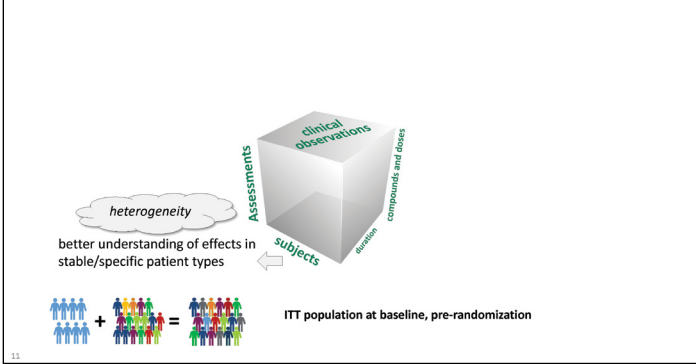 clinical
observations
Assessments
compounds and doses
heterogeneity
subjects
duration
better understanding of effects in
stable/specific patient types
+
=
ITT population at baseline, pre-randomization
11